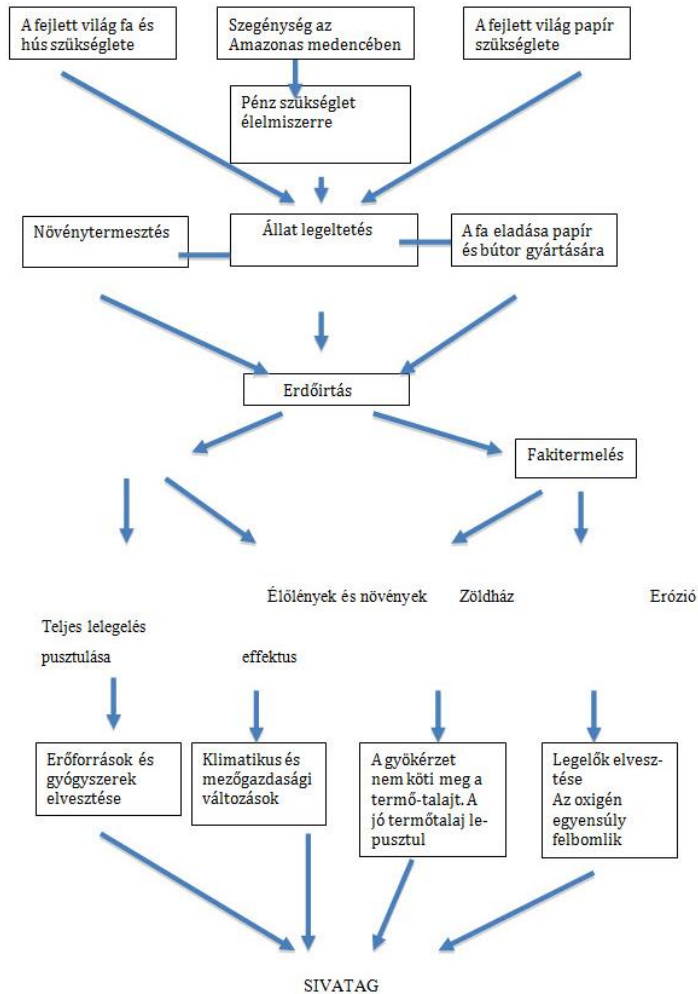 A fejlett világ fa és
hús szükséglete
Szegénység az
Amazonas medencében
A fejlett világ papír
szükséglete
Pénz szükséglet
élelmiszerre
Növénytermesztés
Állat legeltetés
A fa eladása papír
és bútor gyártására
Erdőirtás
Fakitermelés
Élőlények és növények Zöldház Erózió
Teljes lelegelés
pusztulása effektus
Erőforrások és
gyógyszerek
elvesztése
Klimatikus és
mezőgazdasági
változások
A gyökérzet
nem köti meg a
termő-talajt. A
jó termőtalaj le-
pusztul
Legelők elvesz-
tése
Az oxigén
egyensúly
felbomlik
SIVATAG